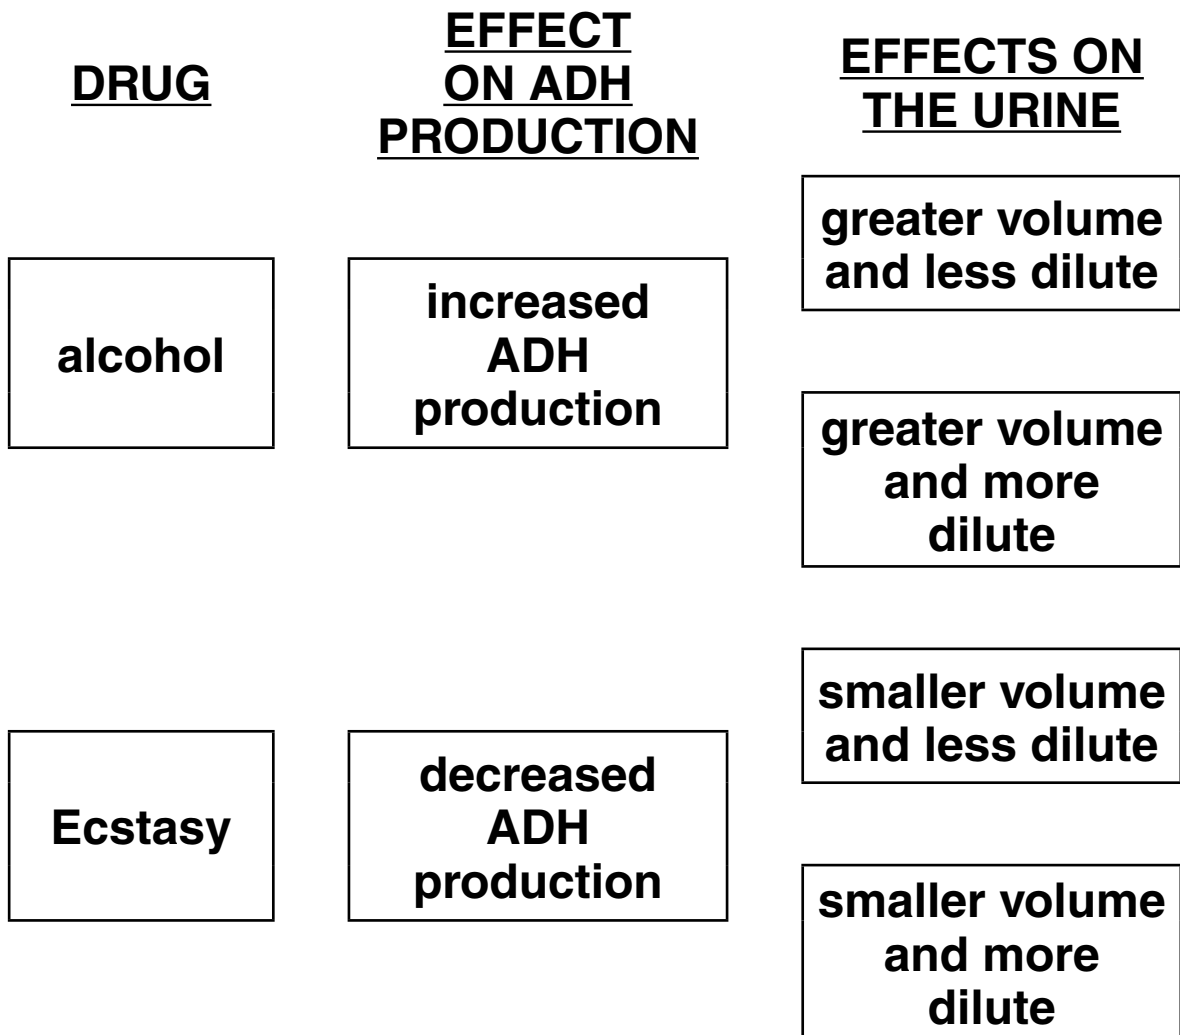 DRUG
EFFECT
ON ADH
PRODUCTION
EFFECTS ON
THE URINE
alcohol
increased
ADH
production
greater volume
and less dilute
greater volume
and more
dilute
Ecstasy
decreased
ADH
production
smaller volume
and less dilute
smaller volume
and more
dilute